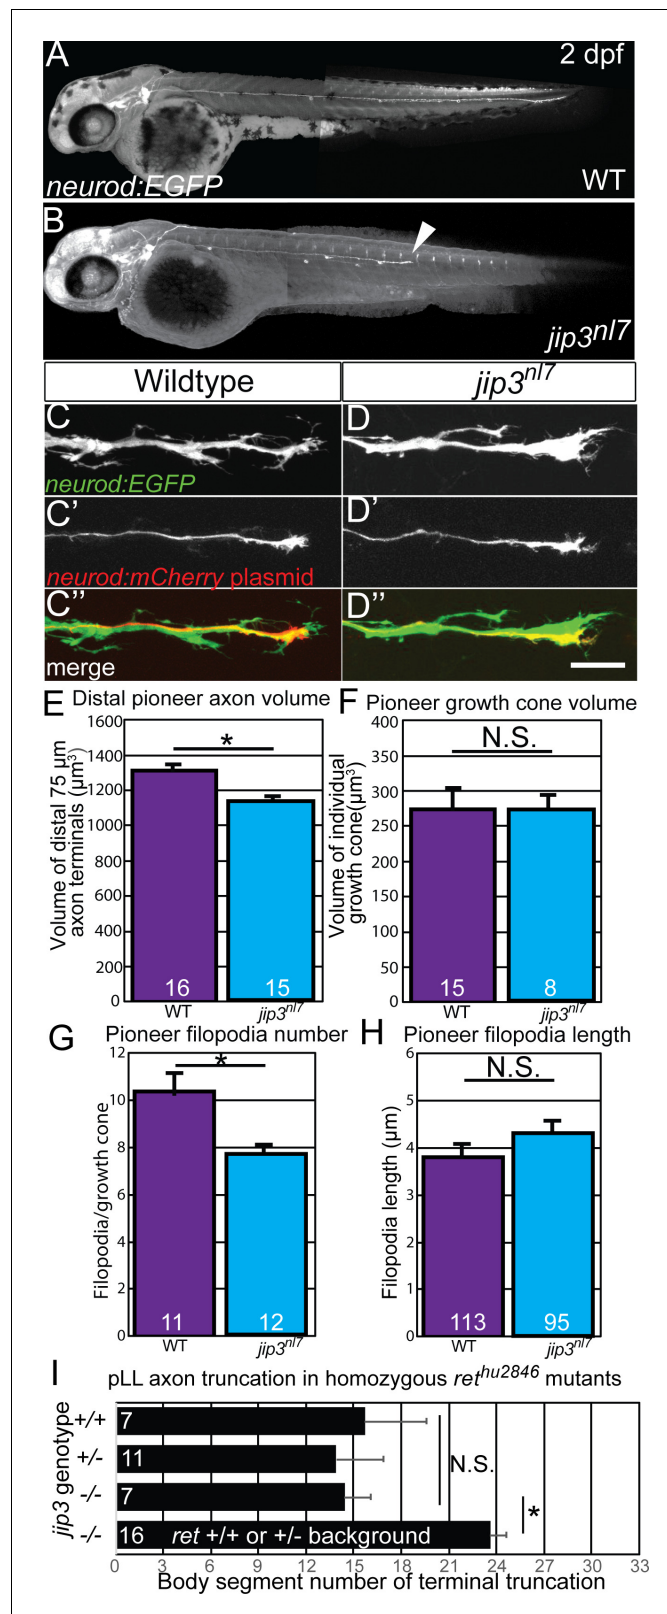 A
2 dpf
neurod:EGFP
WT
B
jip3nl7
Wildtype
jip3nl7
C
D
neurod:EGFP
C'
D'
neurod:mCherry plasmid
C''
D''
merge
E Distal pioneer axon volume
Volume of distal 75 µm
axon terminals (µm3)
1600
1400
1200
1000
800
600
400
200
0
*
16
15
WT
jip3nl7
F Pioneer growth cone volume
Volume of individual
growth cone(µm3)
400
350
300
250
200
150
100
50
0
N.S.
15
8
WT
jip3nl7
G Pioneer filopodia number
Filopodia/growth cone
12
10
8
6
4
2
0
*
11
12
WT
jip3nl7
H Pioneer filopodia length
Filopodia length (µm)
6
5
4
3
2
1
0
N.S.
113
95
WT
jip3nl7
I
pLL axon truncation in homozygous rethu2846 mutants
jip3 genotype
+/+
7
+/-
11
-/-
7
-/-
16 ret +/+ or +/- background
N.S.
*
0 3 6 9 12 15 18 21 24 27 30 33
Body segment number of terminal truncation